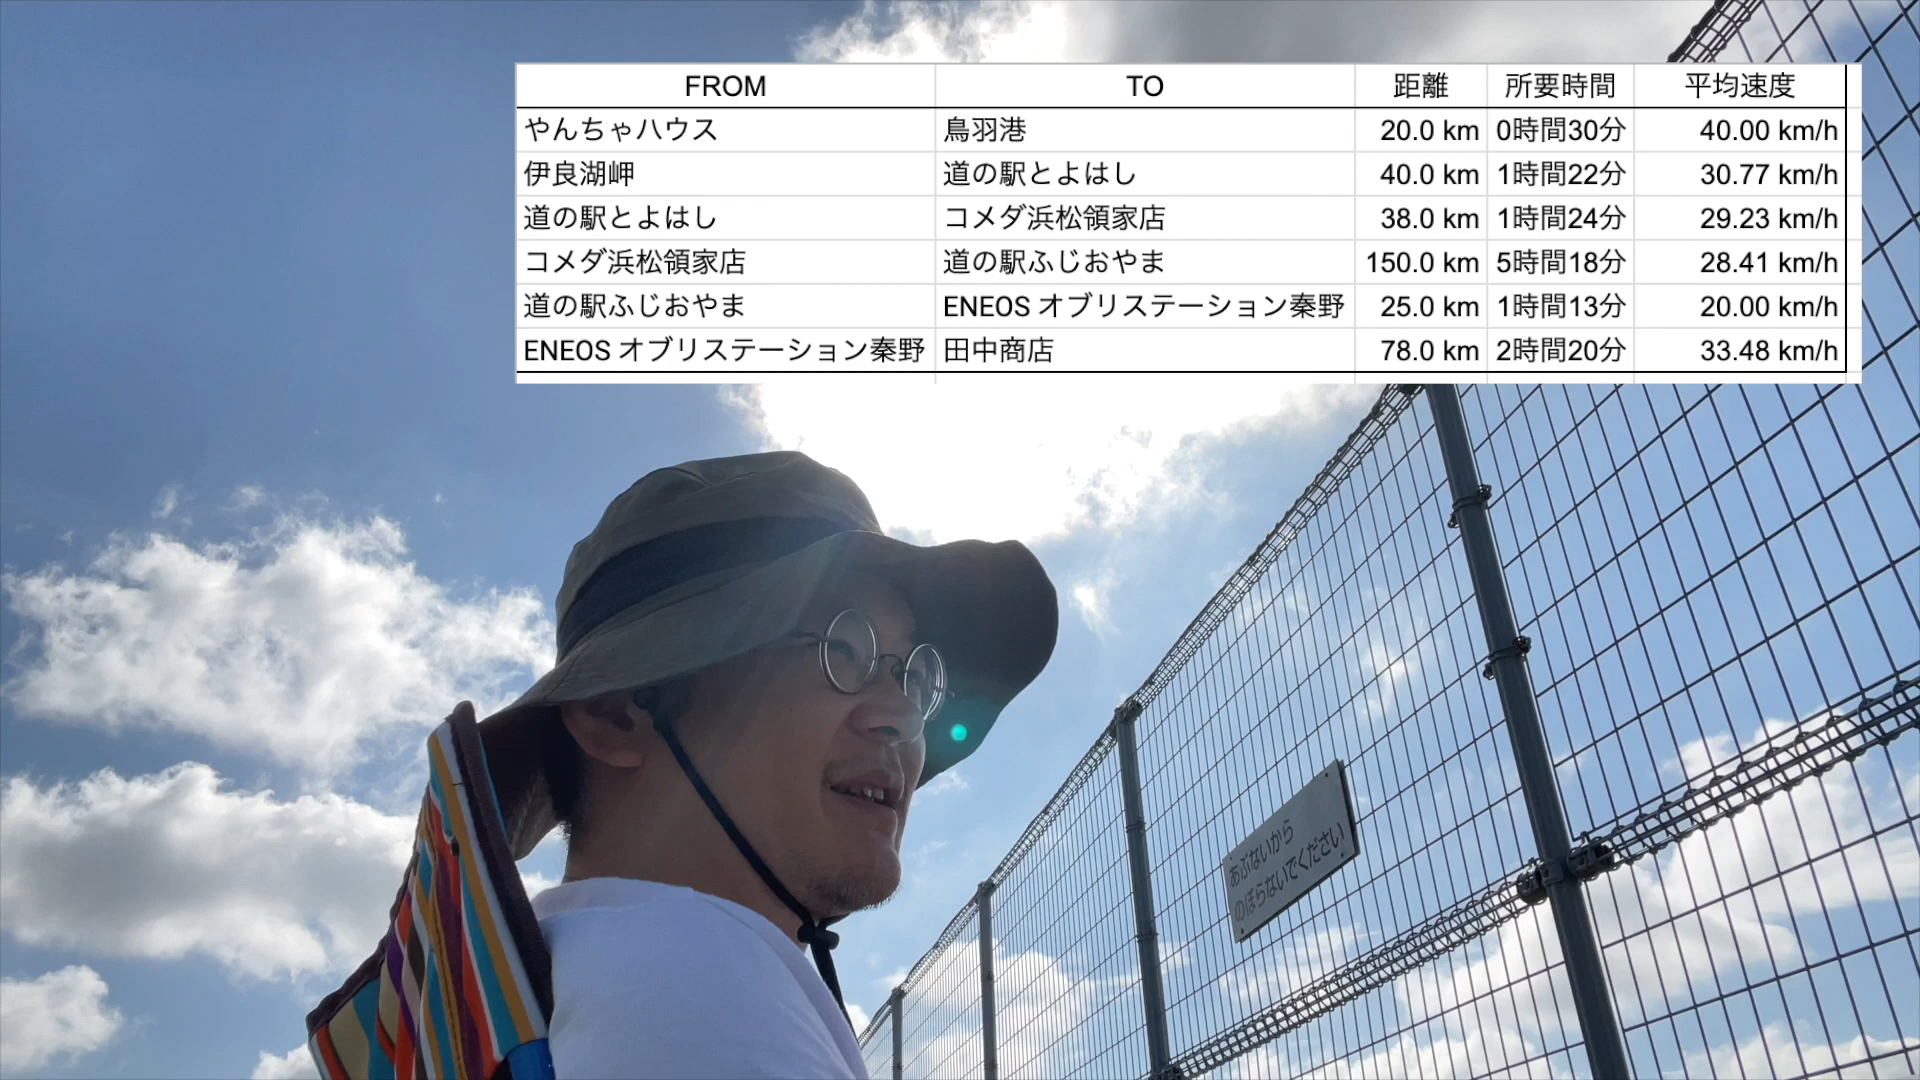 FROM TO 距離 所要時間 平均速度
やんちゃハウス 鳥羽港 20.0 km 0時間30分 40.00 km/h
伊良湖岬 道の駅とよはし 40.0 km 1時間22分 30.77 km/h
道の駅とよはし コメダ浜松領家店 38.0 km 1時間24分 29.23 km/h
コメダ浜松領家店 道の駅ふじおやま 150.0 km 5時間18分 28.41 km/h
道の駅ふじおやま ENEOS オブリステーション秦野 25.0 km 1時間13分 20.00 km/h
ENEOS オブリステーション秦野 田中商店 78.0 km 2時間20分 33.48 km/h
あぶないから
のぼらないでください